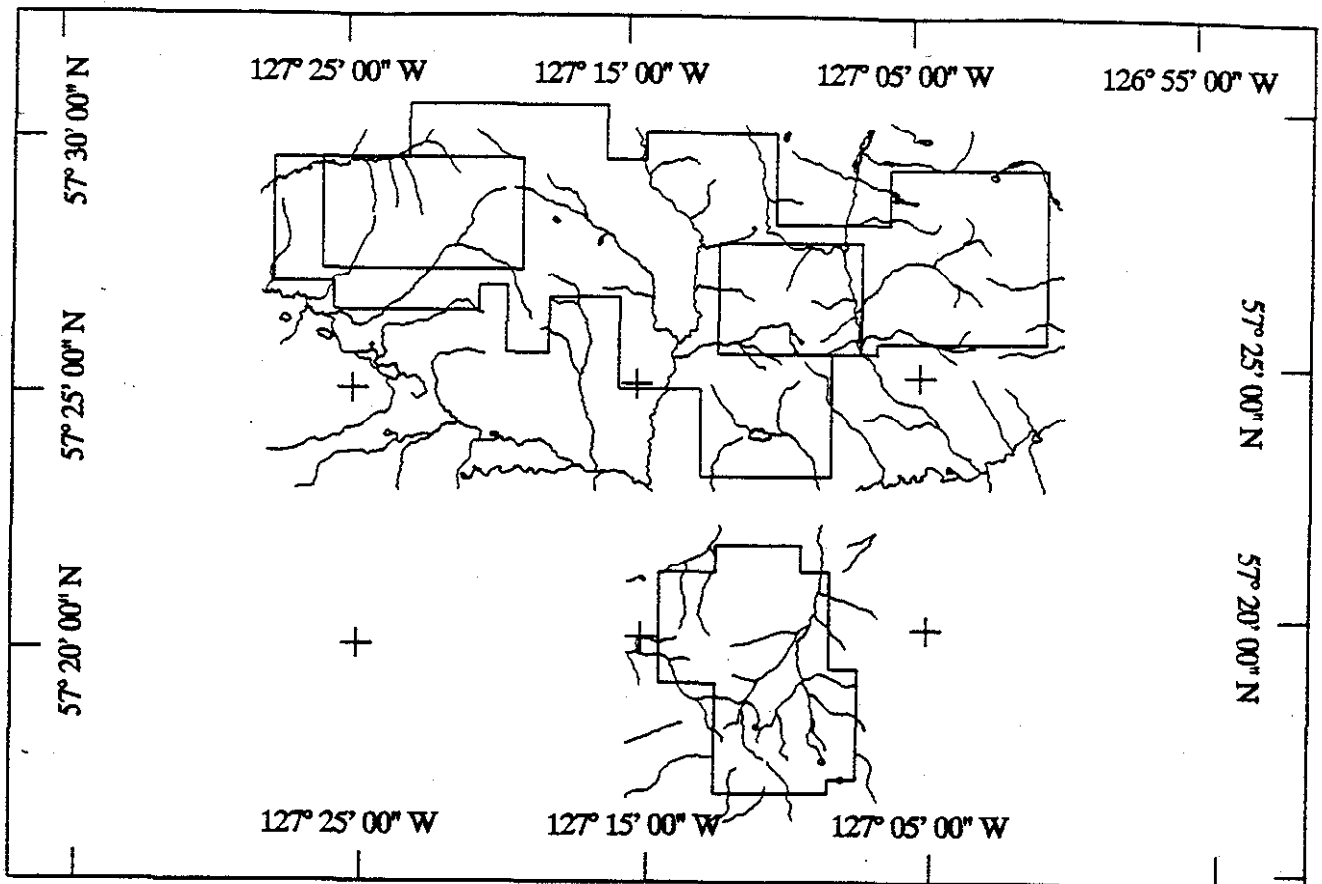 127° 25' 00" W
127° 15' 00" W
127° 05' 00" W
126° 55' 00" W
57° 30' 00" N
57° 25' 00" N
57° 25' 00" N
57° 20' 00" N
57° 20' 00" N
127° 25' 00" W
127° 15' 00" W
127° 05' 00" W